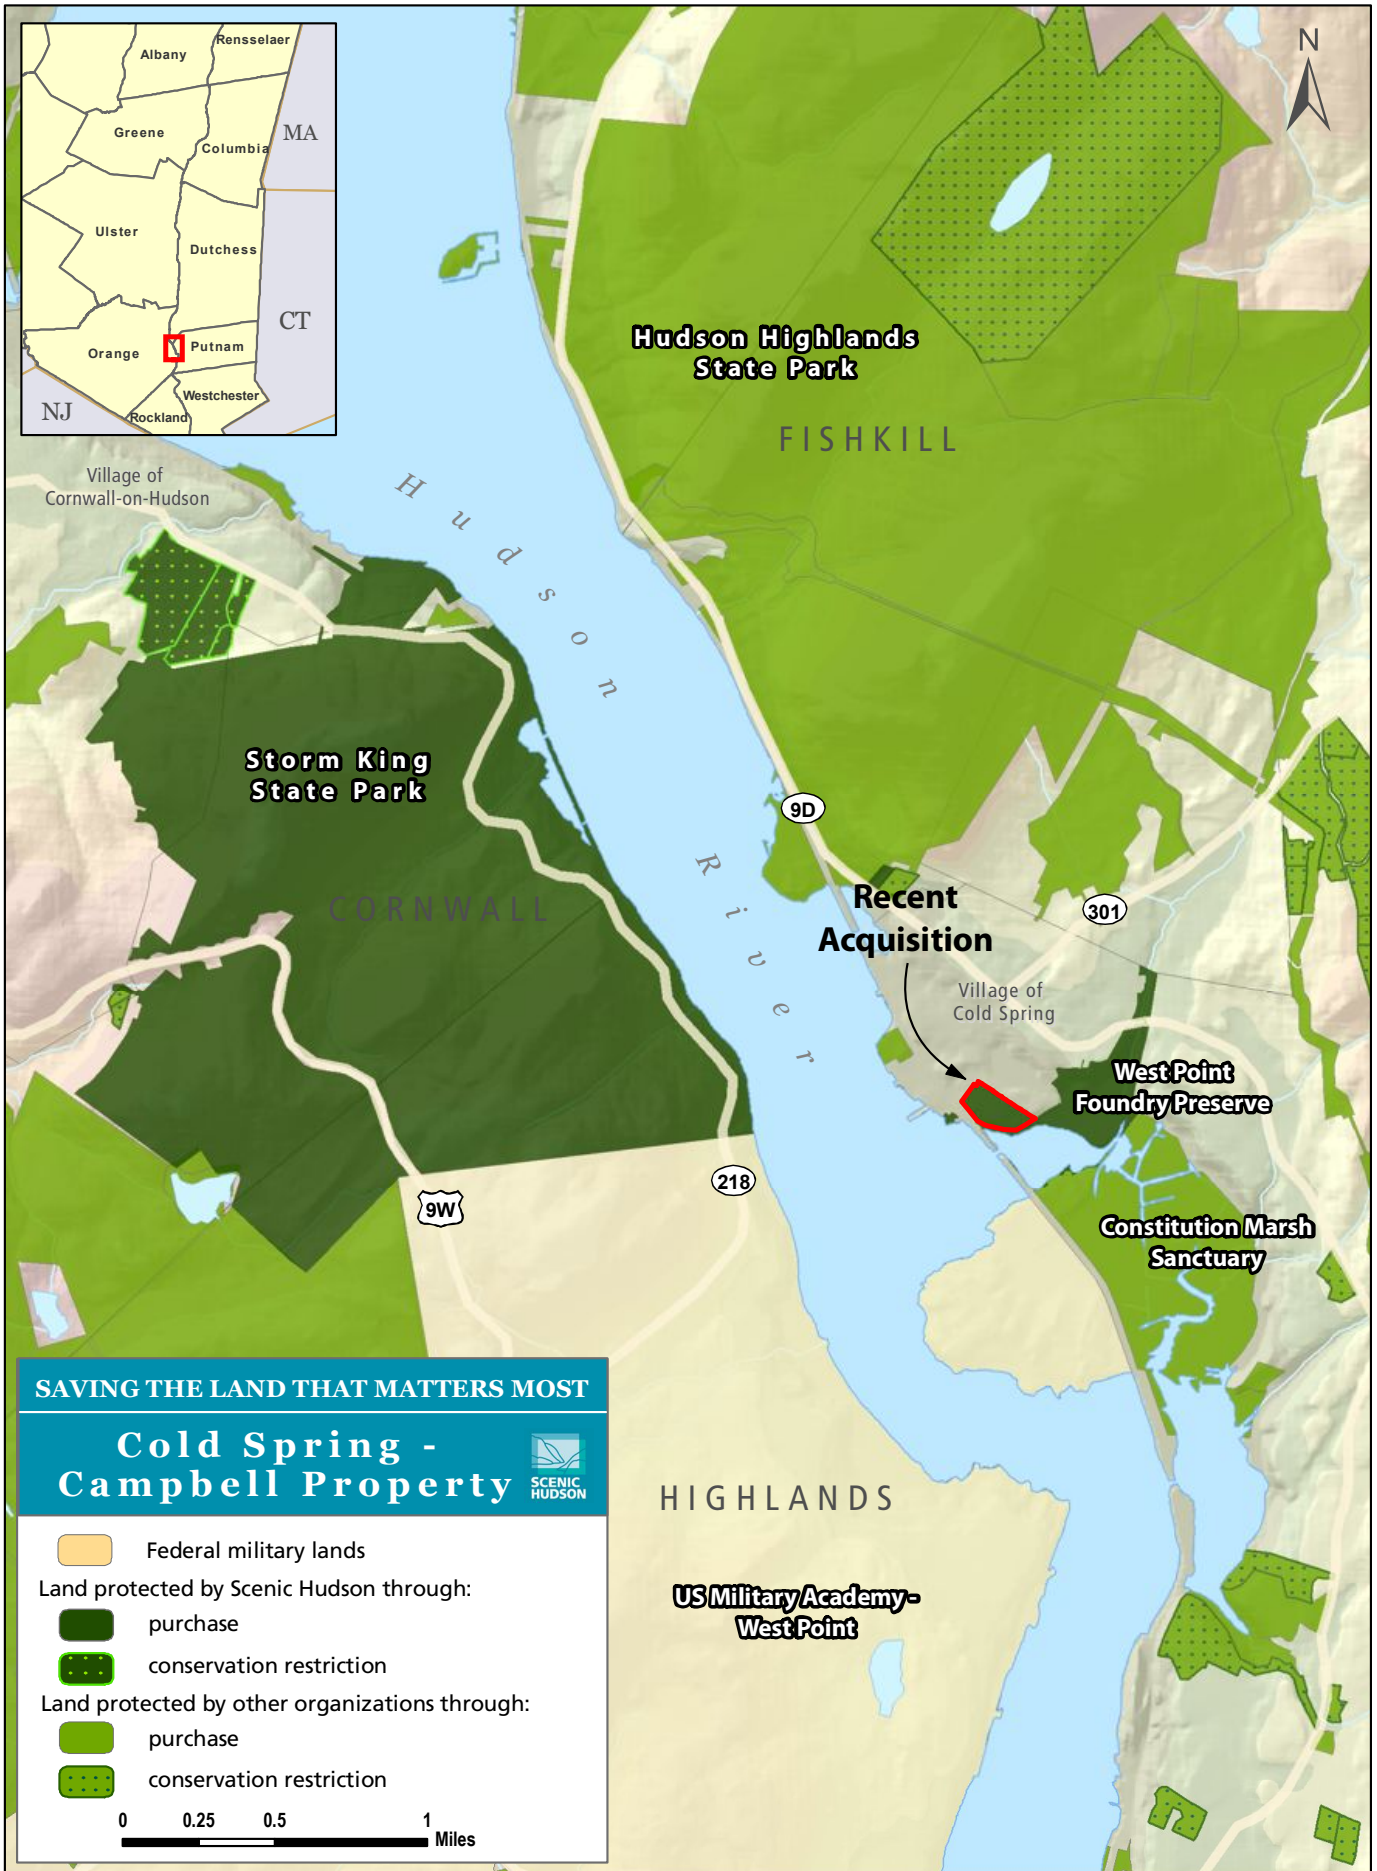 Albany
Rensselaer
Greene
Columbia
MA
Ulster
Dutchess
CT
Orange
Putnam
Westchester
Rockland
NJ
N
Hudson Highlands
State Park
FISHKILL
Village of
Cornwall-on-Hudson
Hudson
River
Storm King
State Park
CORNWALL
9D
301
Recent
Acquisition
Village of
Cold Spring
West Point
Foundry Preserve
218
9W
Constitution Marsh
Sanctuary
HIGHLANDS
US Military Academy -
West Point
SAVING THE LAND THAT MATTERS MOST
Cold Spring -
Campbell Property
SCENIC
HUDSON
Federal military lands
Land protected by Scenic Hudson through:
purchase
conservation restriction
Land protected by other organizations through:
purchase
conservation restriction
0 0.25 0.5 1
Miles